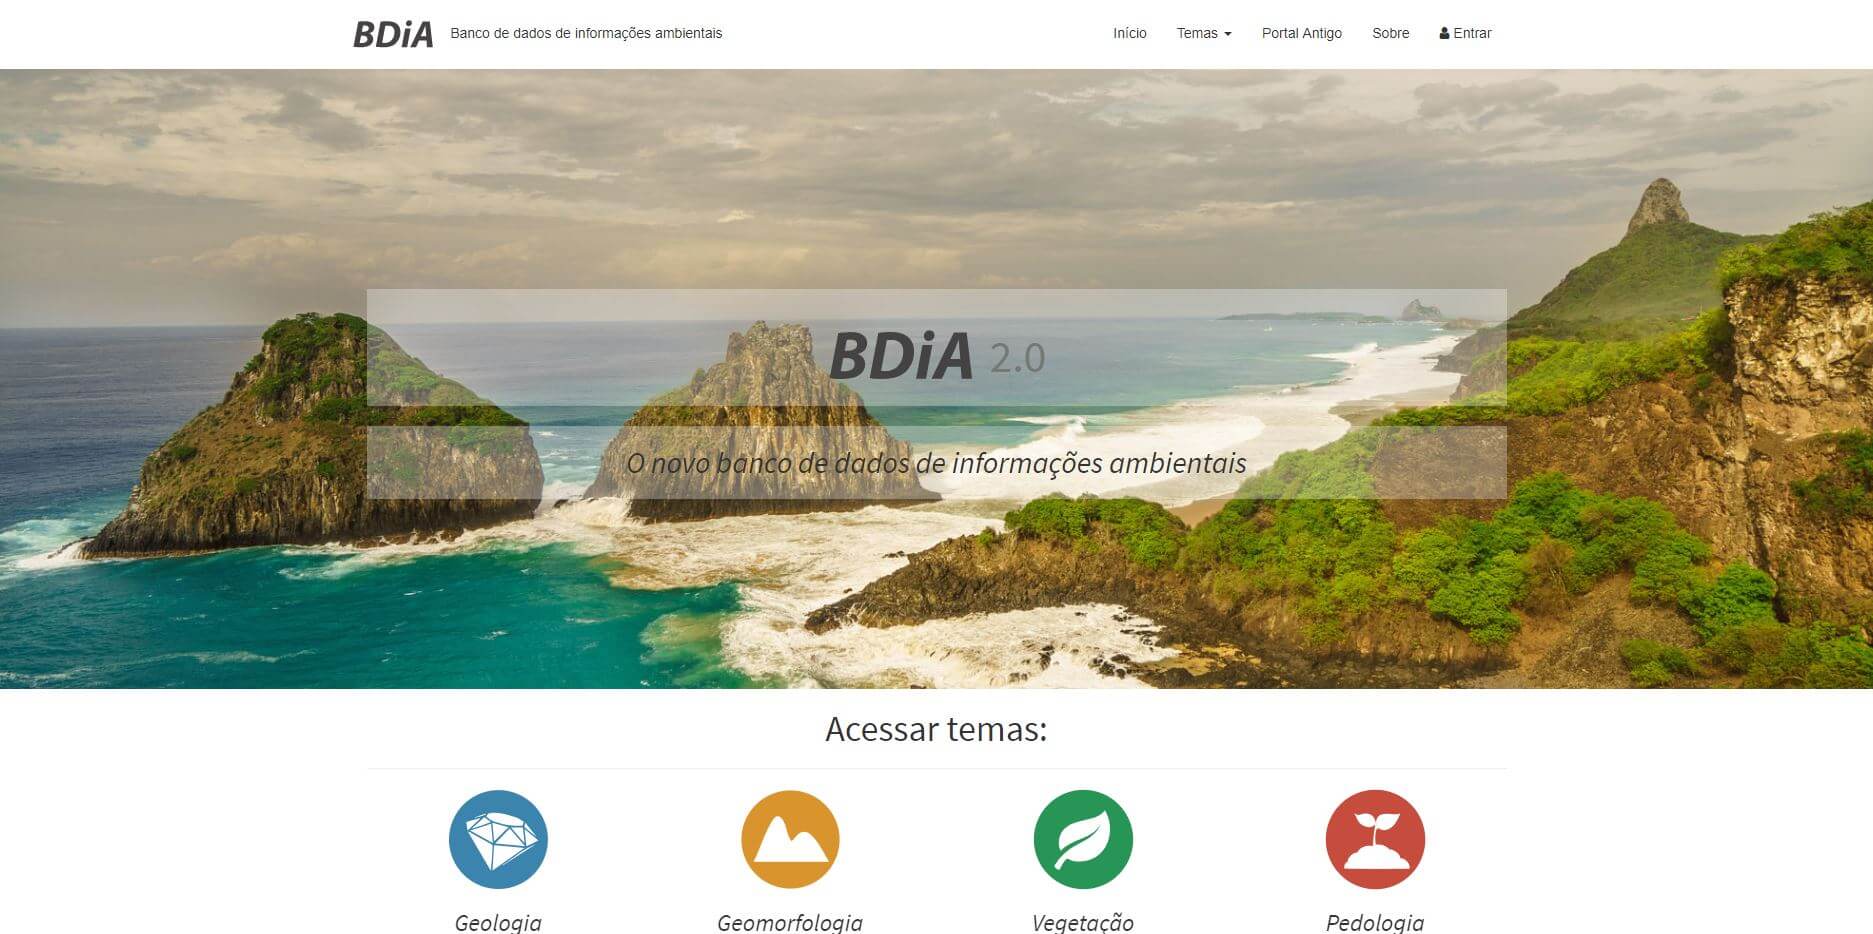 BDiA Banco de dados de informações ambientais
Início Temas Portal Antigo Sobre Entrar
BDiA 2.0
O novo banco de dados de informações ambientais
Acessar temas:
Geologia Geomorfologia Vegetação Pedologia